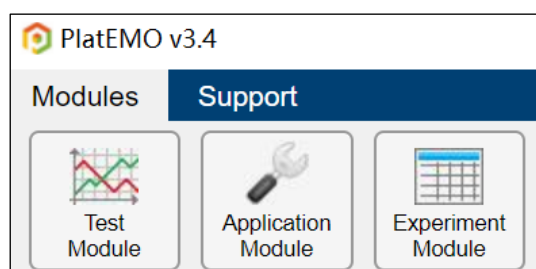 PlatEMO v3.4
Modules Support
Test Module
Application Module
Experiment Module